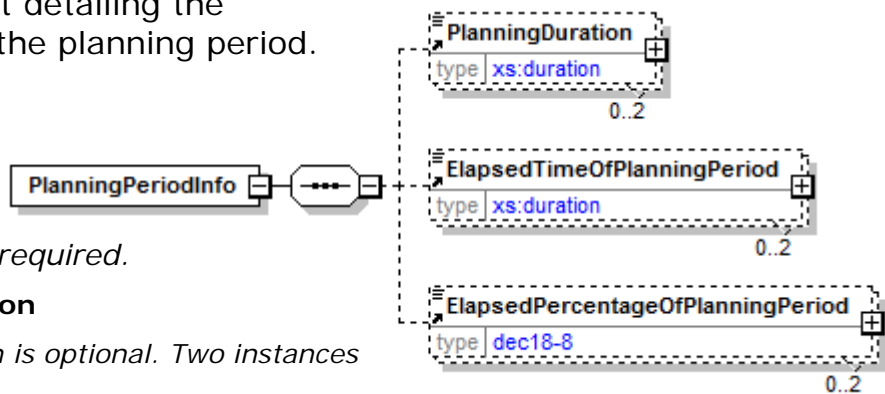 t detailing the
the planning period.
PlanningDuration
type xs:duration
0..2
PlanningPeriodInfo
ElapsedTimeOfPlanningPeriod
type xs:duration
0..2
required.
on
ElapsedPercentageOfPlanningPeriod
type dec18-8
0..2
n is optional. Two instances